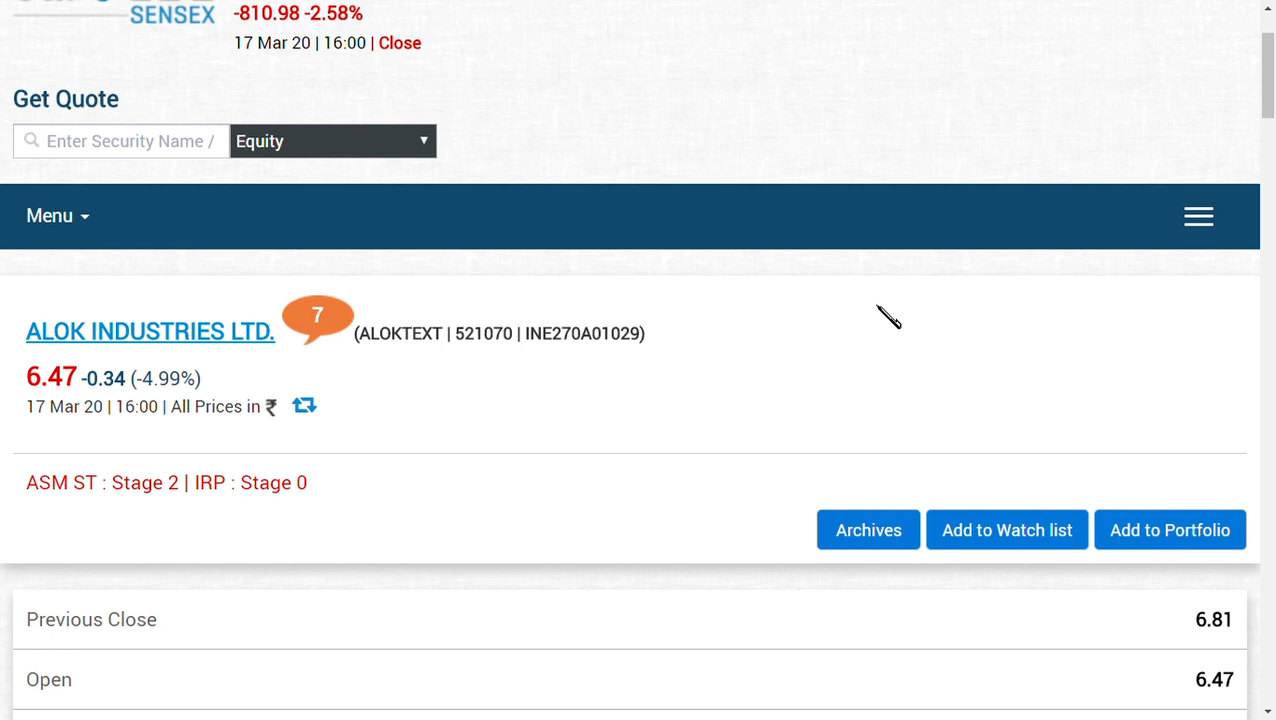 SENSEX
-810.98 -2.58%
17 Mar 20 | 16:00 | Close
Get Quote
Enter Security Name /
Equity
Menu
ALOK INDUSTRIES LTD.
7
(ALOKTEXT | 521070 | INE270A01029)
6.47 -0.34 (-4.99%)
17 Mar 20 | 16:00 | All Prices in ₹
ASM ST : Stage 2 | IRP : Stage 0
Archives
Add to Watch list
Add to Portfolio
Previous Close 6.81
Open 6.47